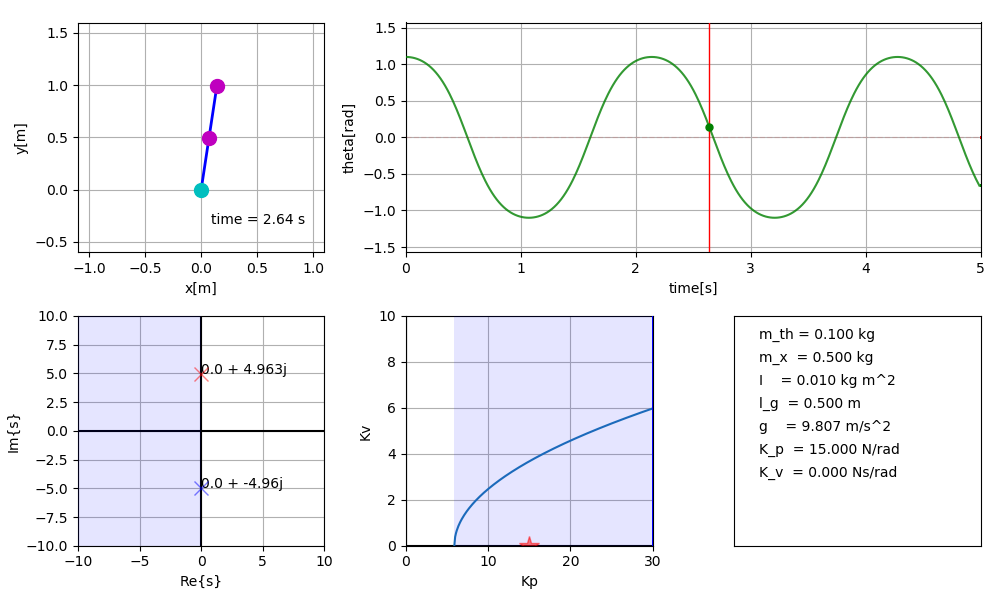 1.5
1.0
0.5
0.0
−0.5
y[m]
time = 2.64 s
−1.0 −0.5 0.0 0.5 1.0
x[m]
1.5
1.0
0.5
0.0
−0.5
−1.0
−1.5
theta[rad]
0 1 2 3 4 5
time[s]
10.0
7.5
5.0
2.5
0.0
−2.5
−5.0
−7.5
−10.0
Im{s}
0.0 + 4.963j
0.0 + -4.96j
−10 −5 0 5 10
Re{s}
10
8
6
4
2
0
Kv
0 10 20 30
Kp
m_th = 0.100 kg
m_x = 0.500 kg
I = 0.010 kg m^2
l_g = 0.500 m
g = 9.807 m/s^2
K_p = 15.000 N/rad
K_v = 0.000 Ns/rad